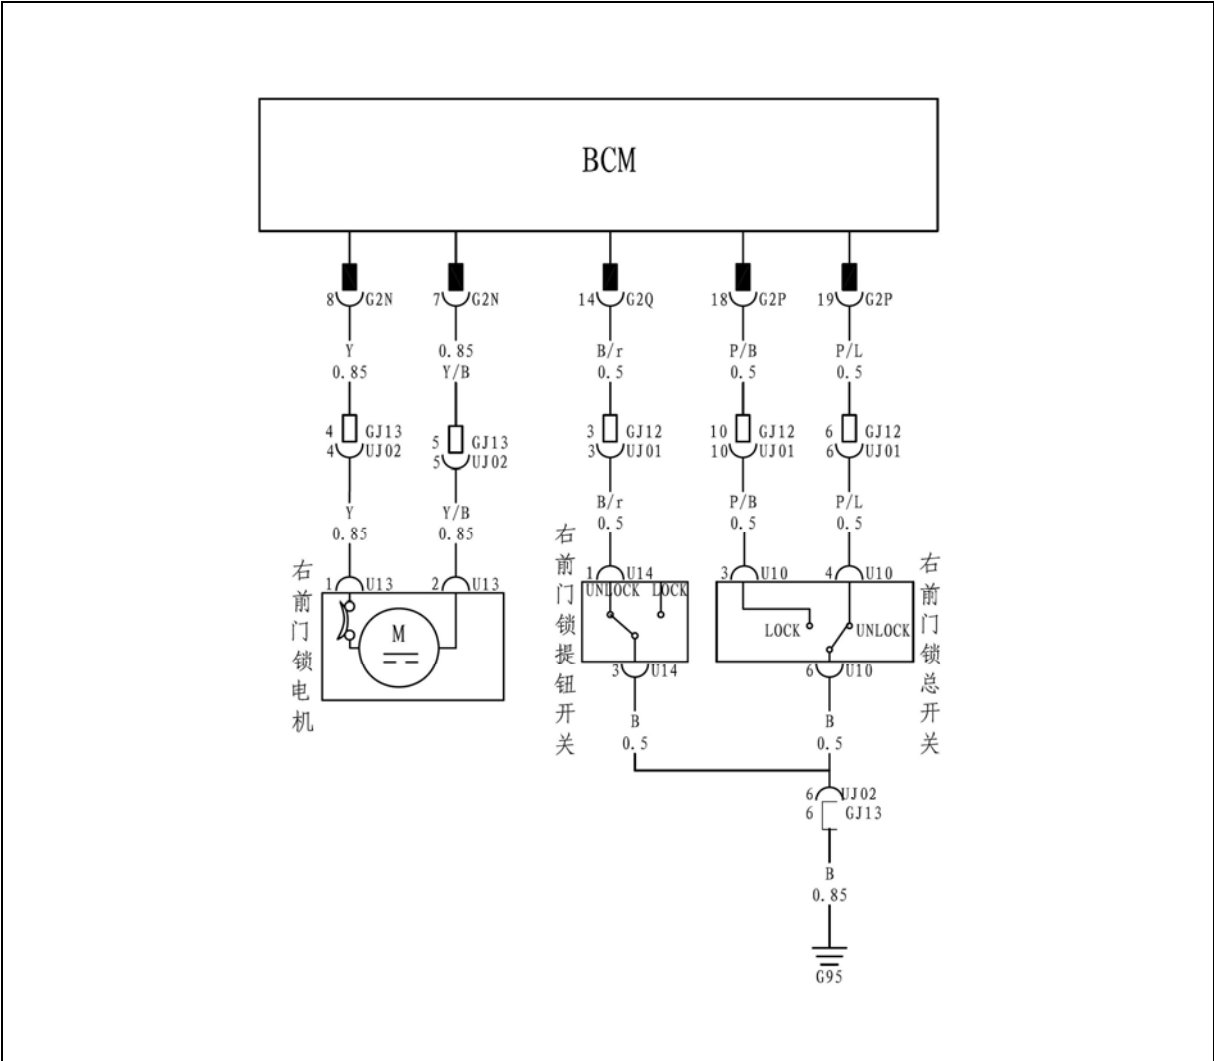 BCM
8 G2N 7 G2N 14 G2Q 18 G2P 19 G2P
Y 0.85 B/r P/B P/L
0.85 Y/B 0.5 0.5 0.5
4 GJ13 5 GJ13 3 GJ12 10 GJ12 6 GJ12
4 UJ02 5 UJ02 3 UJ01 10 UJ01 6 UJ01
Y Y/B B/r P/B P/L
0.85 0.85 0.5 0.5 0.5
1 U13 2 U13 1 U14 3 U10 4 U10
右前门锁电机
M
右前门锁提钮开关
UNLOCK LOCK
LOCK UNLOCK
右前门锁总开关
3 U14 6 U10
B B
0.5 0.5
6 UJ02
6 GJ13
B
0.85
G95